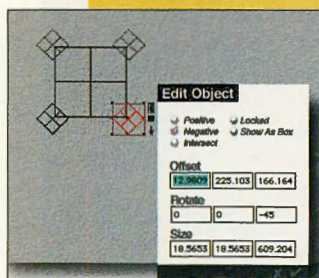 Edit Object
Positive Locked
Negative Show As Box
Intersect
Offset
12.9809 225.103 166.164
Rotate
0 0 -45
Size
18.5653 18.5653 609.204